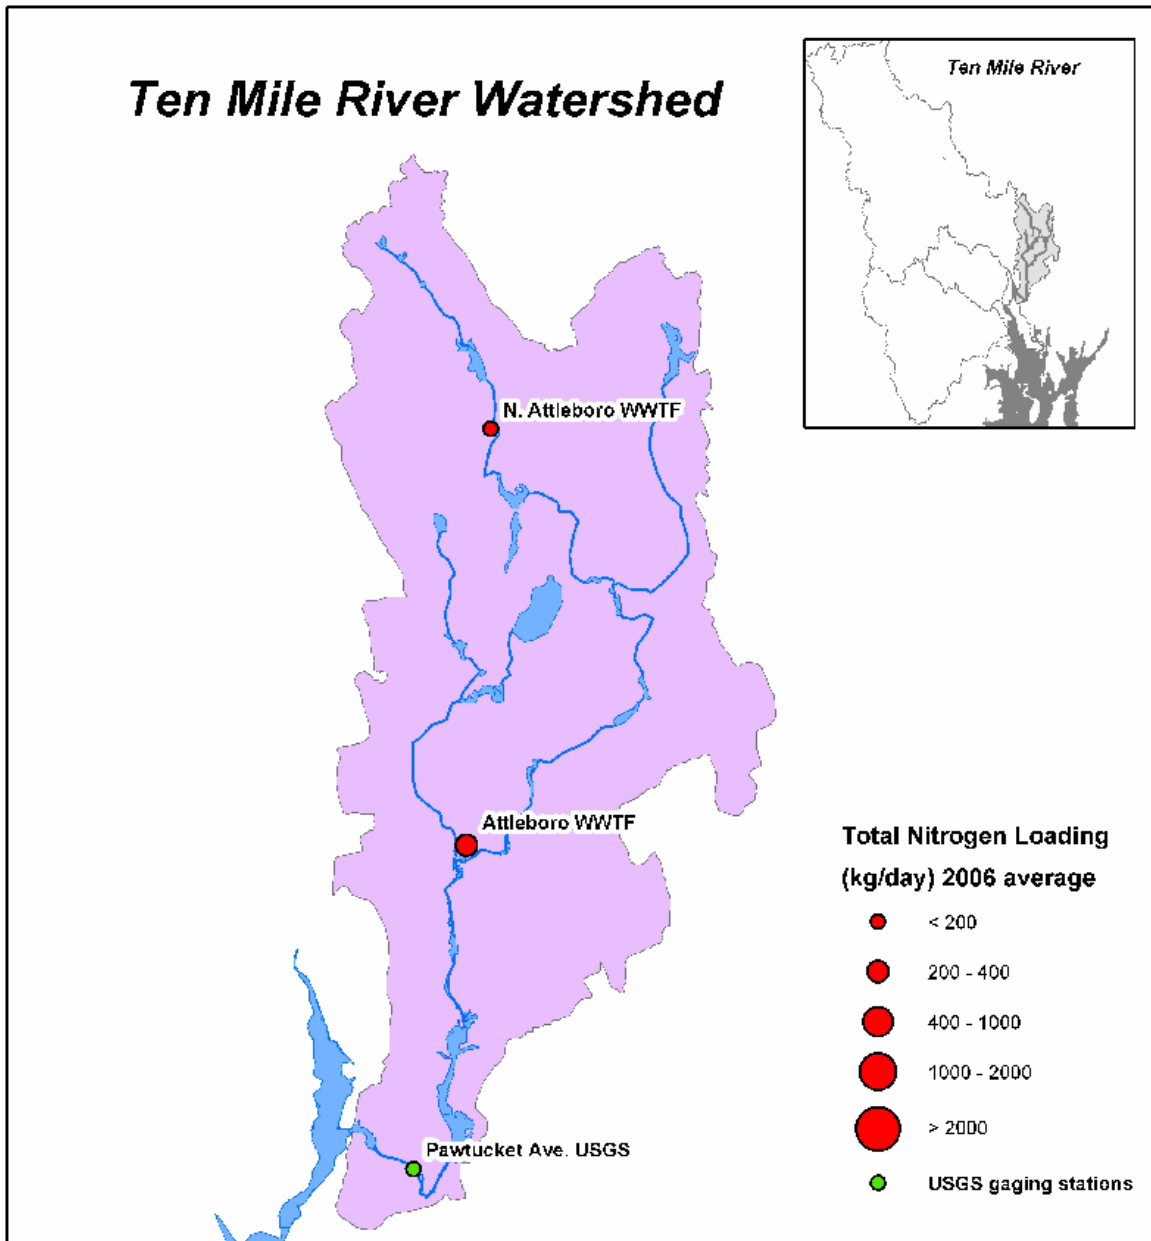 Ten Mile River Watershed
Ten Mile River
N. Attleboro WWTF
Attleboro WWTF
Pawtucket Ave. USGS
Total Nitrogen Loading
(kg/day) 2006 average
< 200
200 - 400
400 - 1000
1000 - 2000
> 2000
USGS gaging stations